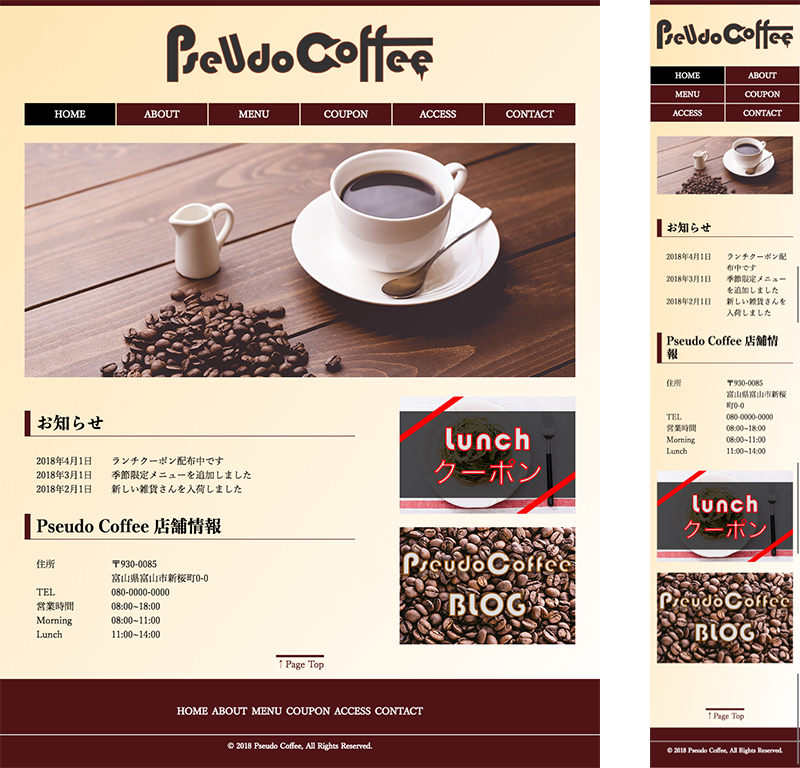 PseudoCoffee
HOME ABOUT MENU COUPON ACCESS CONTACT
お知らせ
2018年4月1日 ランチクーポン配布中です
2018年3月1日 季節限定メニューを追加しました
2018年2月1日 新しい雑貨さんを入荷しました
Pseudo Coffee 店舗情報
住所 〒930-0085
富山県富山市新桜町0-0
TEL 080-0000-0000
営業時間 08:00~18:00
Morning 08:00~11:00
Lunch 11:00~14:00
Lunch
クーポン
PseudoCoffee
BLOG
↑Page Top
HOME ABOUT MENU COUPON ACCESS CONTACT
© 2018 Pseudo Coffee, All Rights Reserved.
PseudoCoffee
HOME ABOUT
MENU COUPON
ACCESS CONTACT
お知らせ
2018年4月1日 ランチクーポン配
布中です
2018年3月1日 季節限定メニュー
を追加しました
2018年2月1日 新しい雑貨さんを
入荷しました
Pseudo Coffee 店舗情
報
住所 〒930-0085
富山県富山市新桜
町0-0
TEL 080-0000-0000
営業時間 08:00~18:00
Morning 08:00~11:00
Lunch 11:00~14:00
Lunch
クーポン
PseudoCoffee
BLOG
↑Page Top
© 2018 Pseudo Coffee, All Rights Reserved.